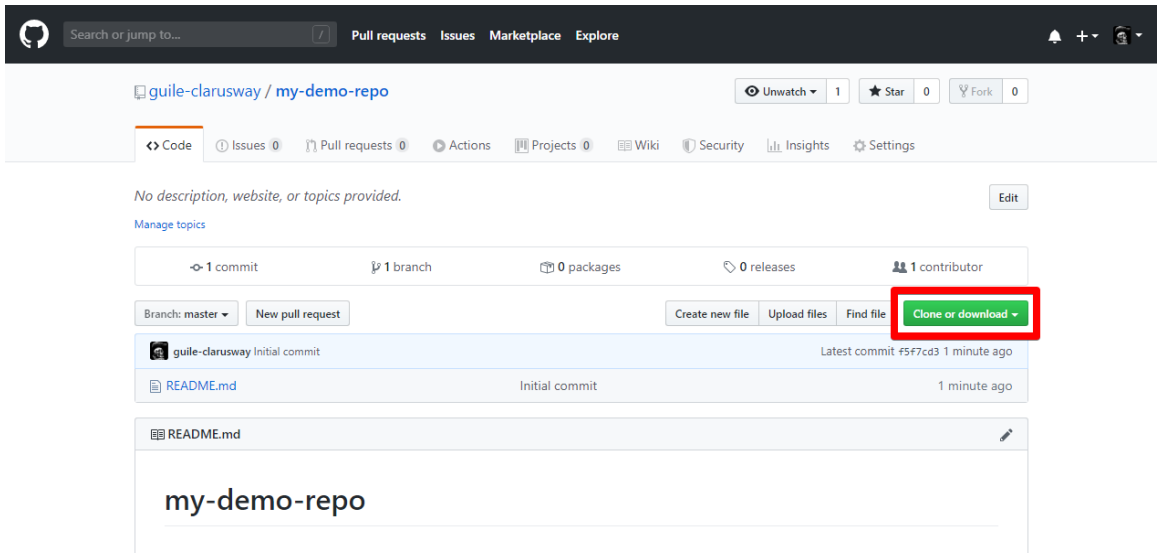 Search or jump to... / Pull requests Issues Marketplace Explore
guile-clarusway / my-demo-repo Unwatch 1 Star 0 Fork 0
Code Issues 0 Pull requests 0 Actions Projects 0 Wiki Security Insights Settings
No description, website, or topics provided. Edit
Manage topics
1 commit 1 branch 0 packages 0 releases 1 contributor
Branch: master New pull request Create new file Upload files Find file Clone or download
guile-clarusway Initial commit Latest commit f5f7cd3 1 minute ago
README.md Initial commit 1 minute ago
README.md
my-demo-repo